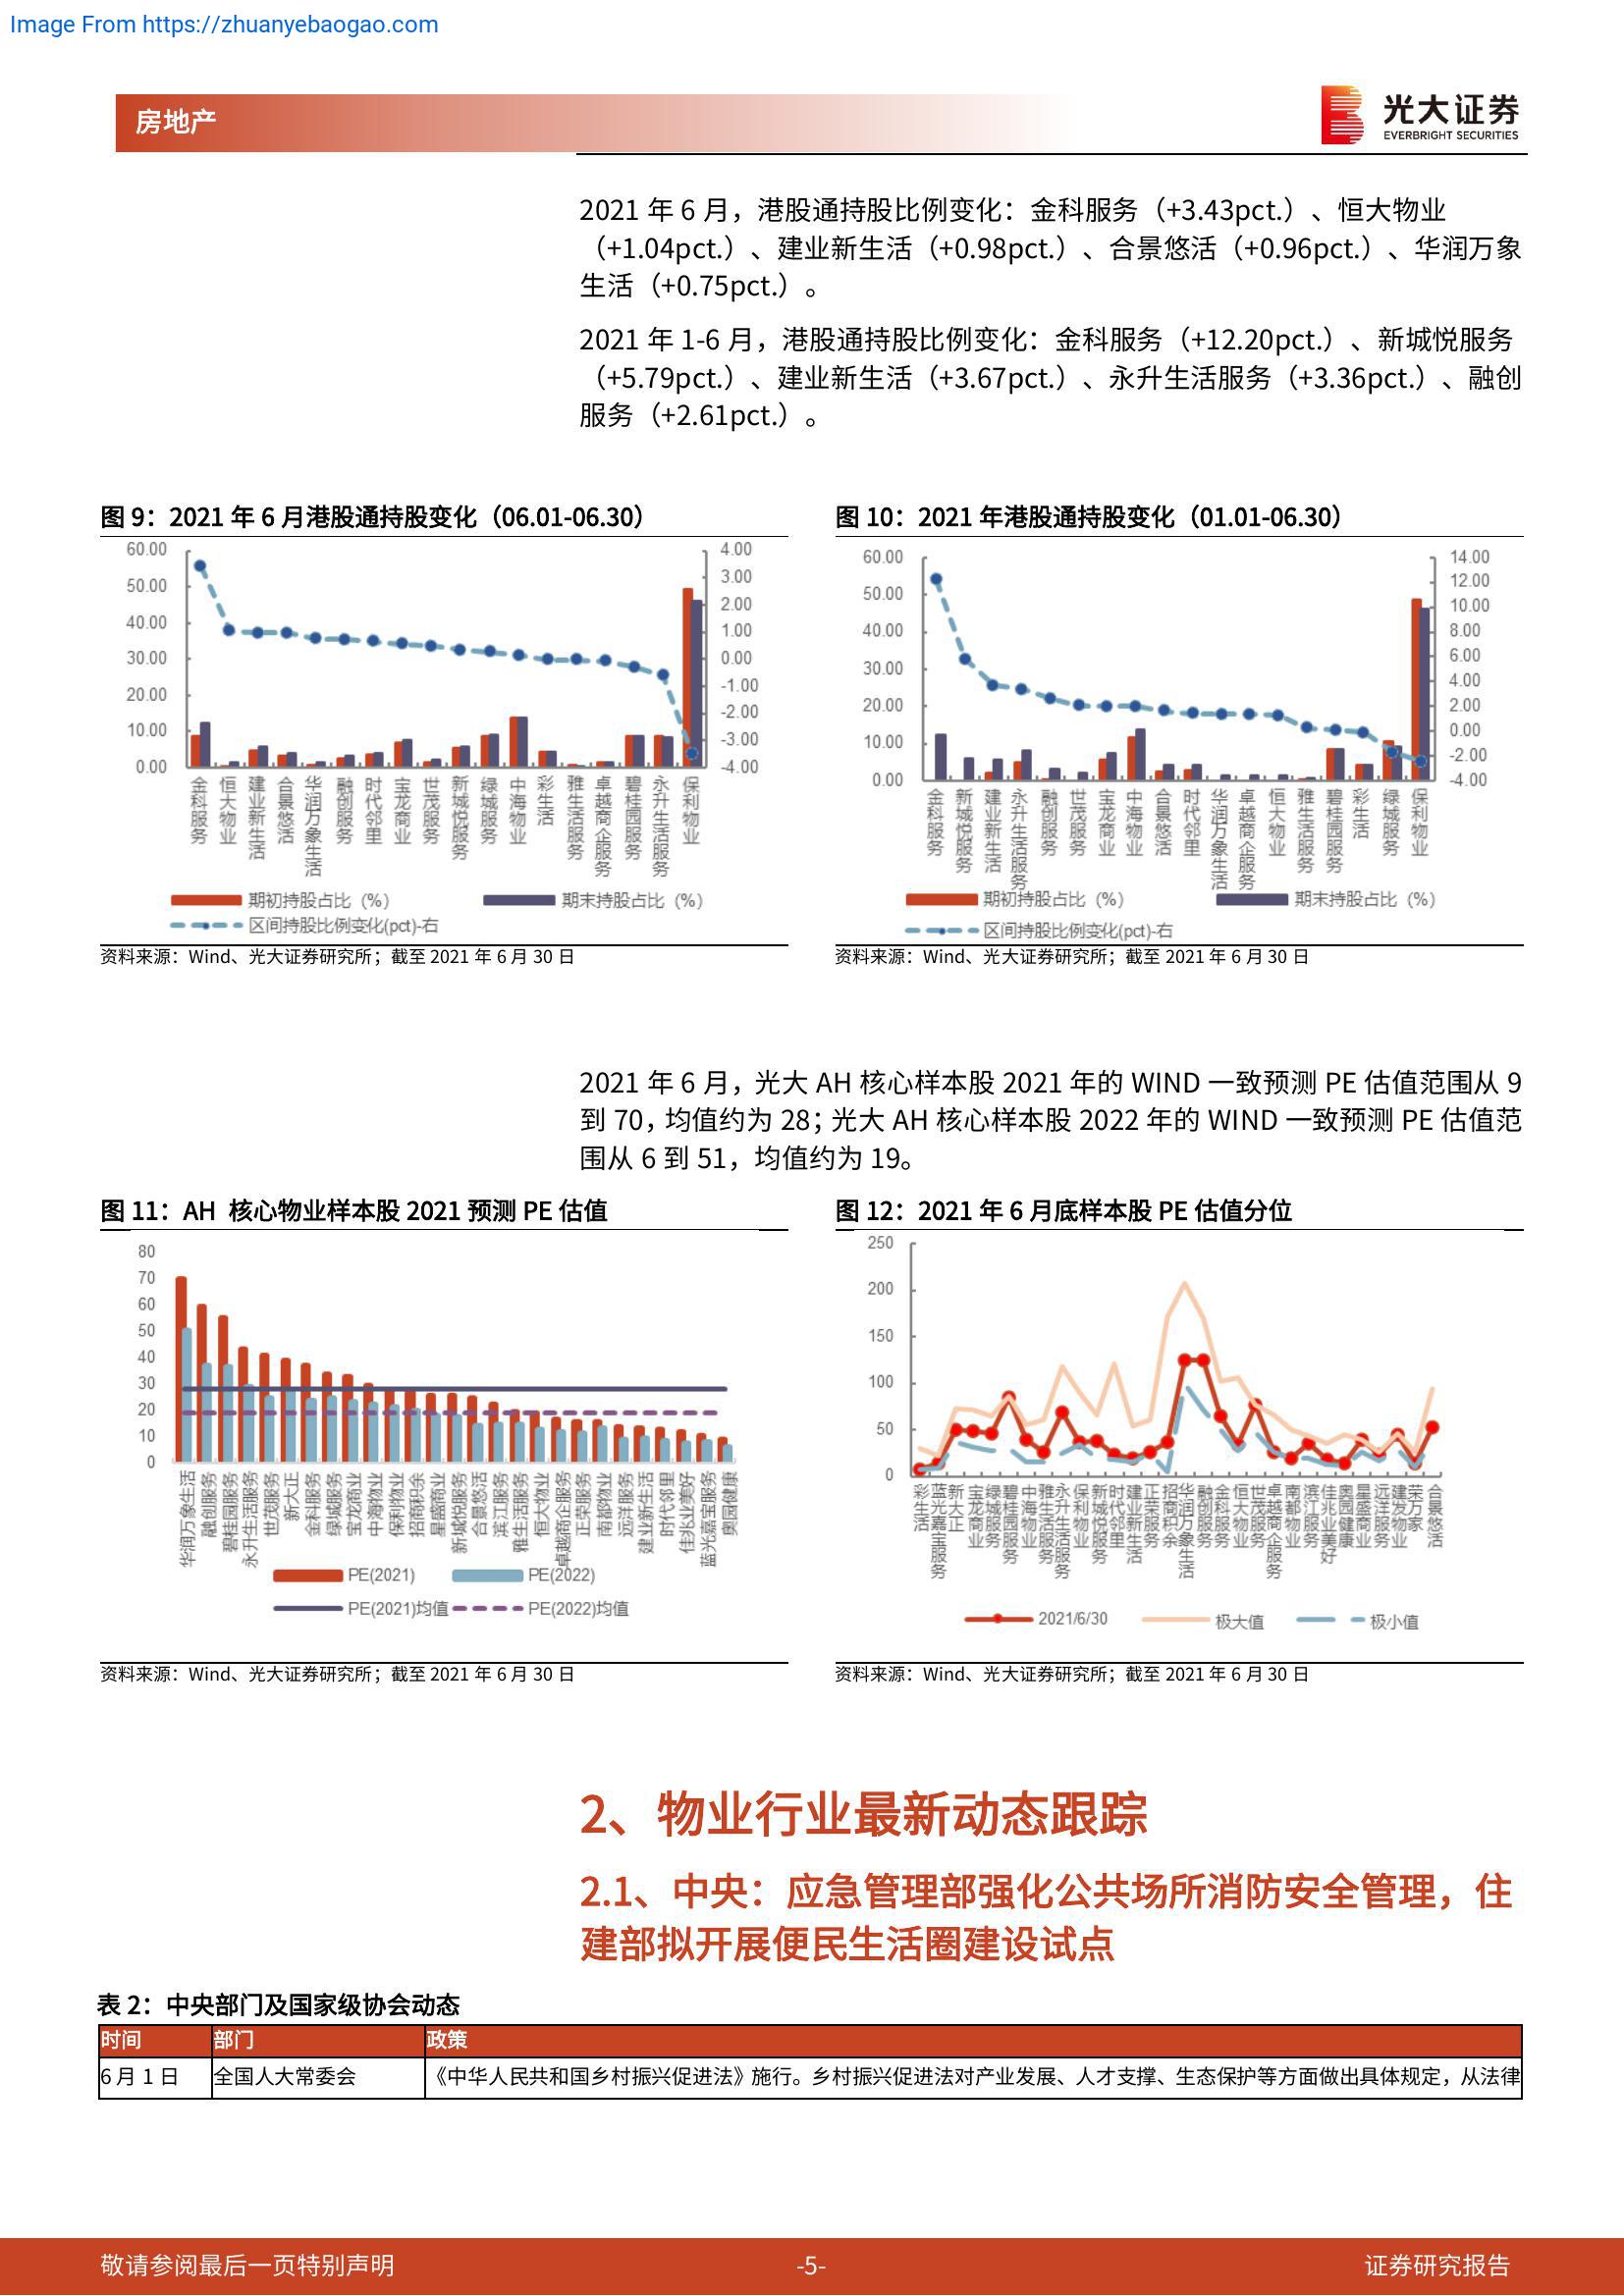 Image From https://zhuanyebaogao.com
房地产
光大证券
EVERBRIGHT SECURITIES
2021 年 6 月，港股通持股比例变化：金科服务（+3.43pct.）、恒大物业
（+1.04pct.）、建业新生活（+0.98pct.）、合景悠活（+0.96pct.）、华润万象
生活（+0.75pct.）。
2021 年 1-6 月，港股通持股比例变化：金科服务（+12.20pct.）、新城悦服务
（+5.79pct.）、建业新生活（+3.67pct.）、永升生活服务（+3.36pct.）、融创
服务（+2.61pct.）。
图 9：2021 年 6 月港股通持股变化（06.01-06.30）
60.00
50.00
40.00
30.00
20.00
10.00
0.00
4.00
3.00
2.00
1.00
0.00
-1.00
-2.00
-3.00
-4.00
金科服务
恒大物业
建业新生活
合景悠活
华润万象生活
融创服务
时代邻里
宝龙商业
世茂服务
新城悦服务
绿城服务
中海物业
彩生活
雅生活服务
卓越商企服务
碧桂园服务
永升生活服务
保利物业
期初持股占比（%）
期末持股占比（%）
区间持股比例变化(pct)-右
资料来源：Wind、光大证券研究所；截至 2021 年 6 月 30 日
图 10：2021 年港股通持股变化（01.01-06.30）
60.00
50.00
40.00
30.00
20.00
10.00
0.00
14.00
12.00
10.00
8.00
6.00
4.00
2.00
0.00
-2.00
-4.00
金科服务
新城悦服务
建业新生活
永升生活服务
融创服务
世茂服务
宝龙商业
中海物业
合景悠活
时代邻里
华润万象生活
卓越商企服务
恒大物业
雅生活服务
碧桂园服务
彩生活
绿城服务
保利物业
期初持股占比（%）
期末持股占比（%）
区间持股比例变化(pct)-右
资料来源：Wind、光大证券研究所；截至 2021 年 6 月 30 日
2021 年 6 月，光大 AH 核心样本股 2021 年的 WIND 一致预测 PE 估值范围从 9
到 70，均值约为 28；光大 AH 核心样本股 2022 年的 WIND 一致预测 PE 估值范
围从 6 到 51，均值约为 19。
图 11：AH 核心物业样本股 2021 预测 PE 估值
80
70
60
50
40
30
20
10
0
华润万象生活
融创服务
碧桂园服务
永升生活服务
世茂服务
新大正
金科服务
绿城服务
宝龙商业
中海物业
保利物业
招商积余
星盛商业
新城悦服务
合景悠活
滨江服务
雅生活服务
恒大物业
卓越商企服务
正荣服务
南都物业
远洋服务
建业新生活
时代邻里
佳兆业美好
蓝光嘉宝服务
奥园健康
PE(2021)
PE(2022)
PE(2021)均值
PE(2022)均值
资料来源：Wind、光大证券研究所；截至 2021 年 6 月 30 日
图 12：2021 年 6 月底样本股 PE 估值分位
250
200
150
100
50
0
彩生活
蓝光嘉宝服务
新大正
宝龙商业
绿城服务
碧桂园服务
中海物业
雅生活服务
永升生活服务
保利物业
新城悦服务
时代邻里
建业新生活
正荣服务
招商积余
华润万象生活
融创服务
金科服务
恒大物业
世茂服务
卓越商企服务
南都物业
滨江服务
佳兆业美好
奥园健康
星盛商业
远洋服务
建发物业
荣万家
合景悠活
2021/6/30
极大值
极小值
资料来源：Wind、光大证券研究所；截至 2021 年 6 月 30 日
2、物业行业最新动态跟踪
2.1、中央：应急管理部强化公共场所消防安全管理，住
建部拟开展便民生活圈建设试点
表 2：中央部门及国家级协会动态
时间 部门 政策
6 月 1 日 全国人大常委会 《中华人民共和国乡村振兴促进法》施行。乡村振兴促进法对产业发展、人才支撑、生态保护等方面做出具体规定，从法律
敬请参阅最后一页特别声明 -5- 证券研究报告